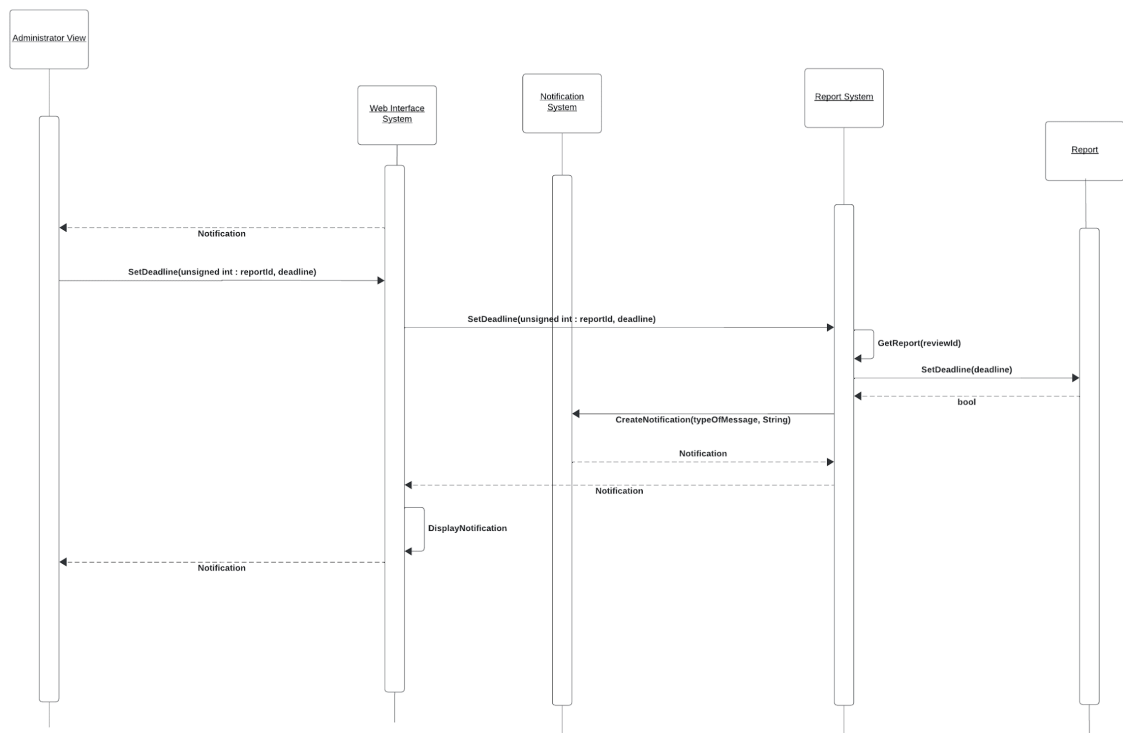 Administrator View
Report System
Notification
System
Web Interface
System
Report
Notification
SetDeadline(unsigned int : reportId, deadline)
SetDeadline(unsigned int : reportId, deadline)
GetReport(reviewId)
SetDeadline(deadline)
bool
CreateNotification(typeOfMessage, String)
Notification
Notification
DisplayNotification
Notification